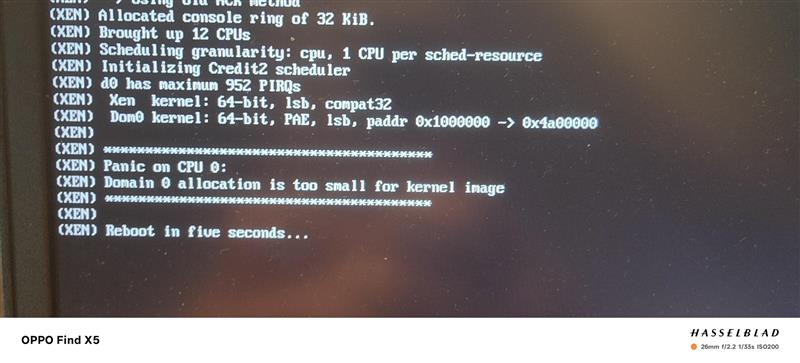 (XEN) Allocated console ring of 32 KiB.
(XEN) Brought up 12 CPUs
(XEN) Scheduling granularity: cpu, 1 CPU per sched-resource
(XEN) Initializing Credit2 scheduler
(XEN) d0 has maximum 952 PIRQs
(XEN)  Xen  kernel: 64-bit, lsb, compat32
(XEN)  Dom0 kernel: 64-bit, PAE, lsb, paddr 0x1000000 -> 0x4a00000
(XEN)
(XEN) ****************************************
(XEN) Panic on CPU 0:
(XEN) Domain 0 allocation is too small for kernel image
(XEN) ****************************************
(XEN)
(XEN) Reboot in five seconds...
OPPO Find X5
HASSELBLAD
26mm f/2.2 1/33s ISO200